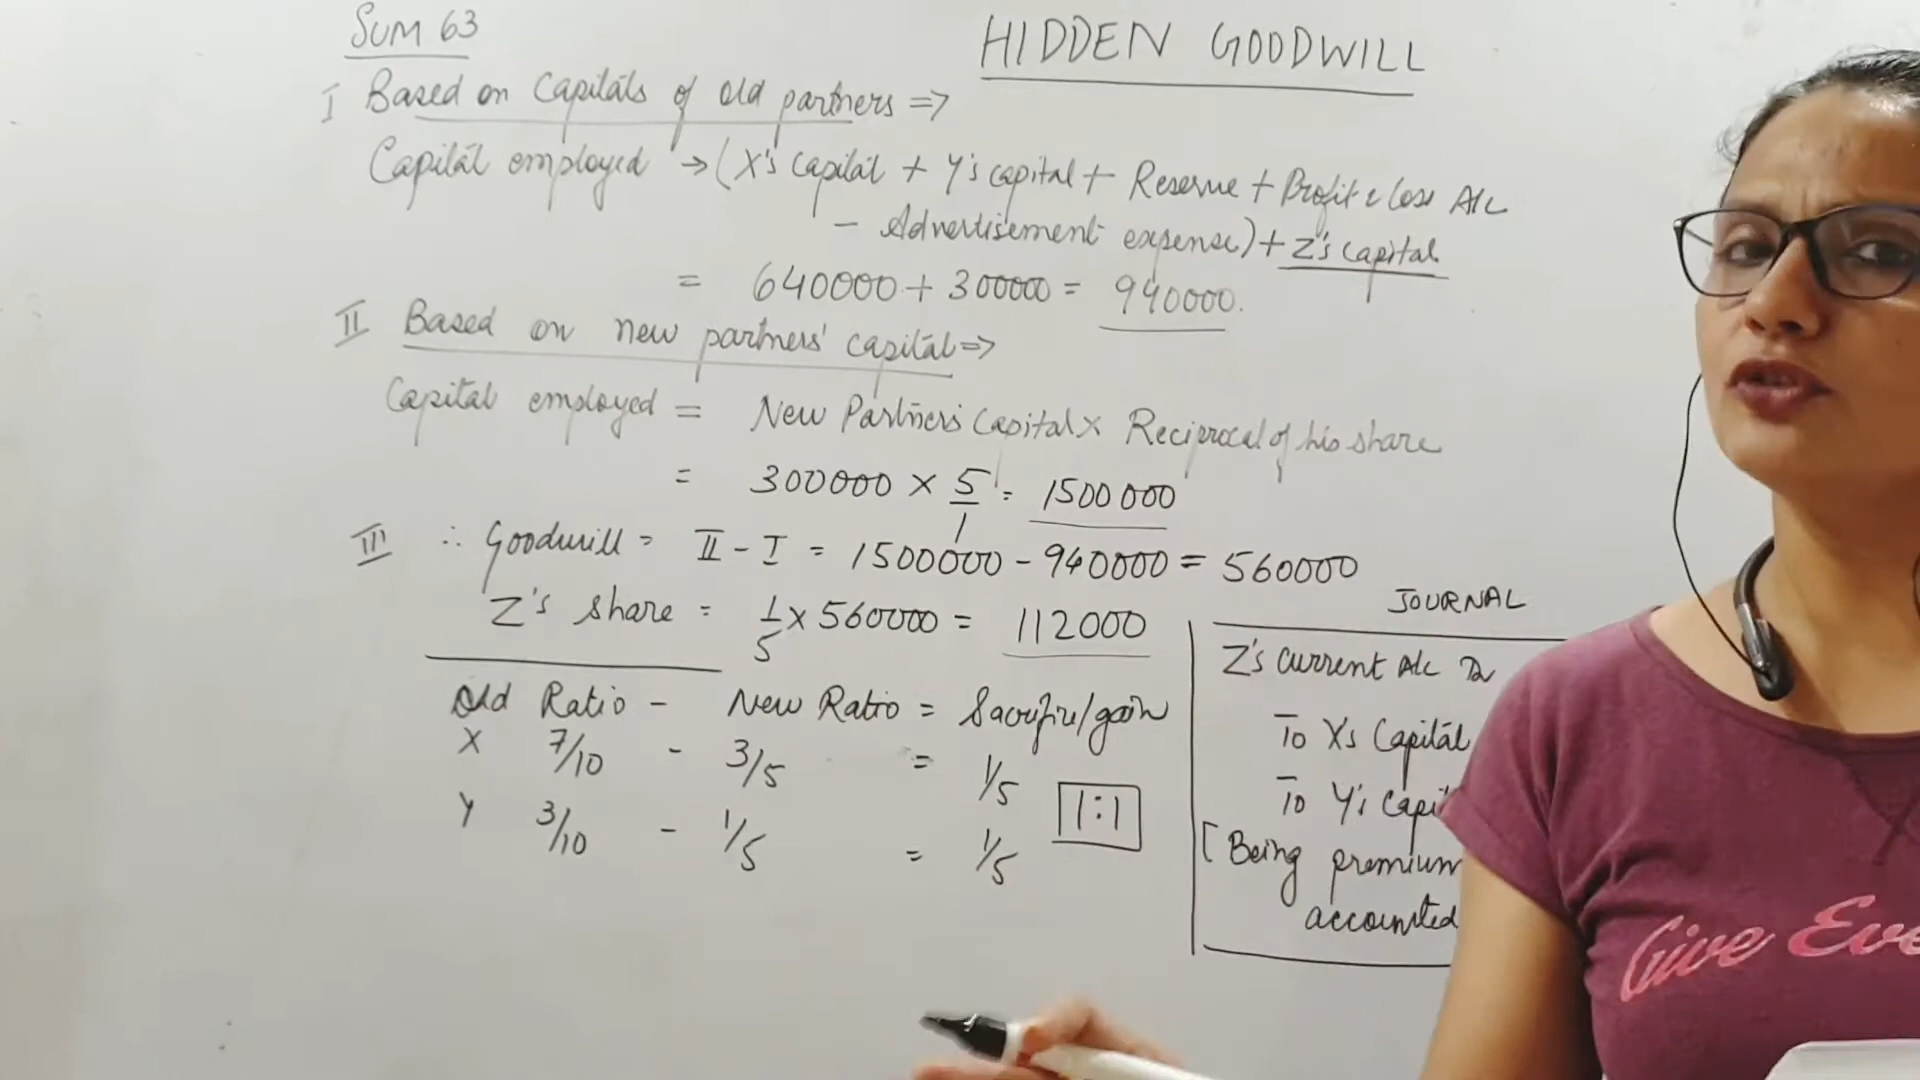 SUM 63
HIDDEN GOODWILL
I Based on Capitals of old partners ⇒
Capital employed → (X's Capital + Y's capital + Reserve + Profit & Loss A/c
- Advertisement expense) + Z's capital
= 640000 + 300000 = 940000.
II Based on new partners' capital ⇒
Capital employed = New Partner's Capital × Reciprocal of his share
= 300000 × 5/1 = 1500000
III ∴ Goodwill = II - I = 1500000 - 940000 = 560000
Z's share = 1/5 × 560000 = 112000
Old Ratio - New Ratio = Sacrifice/gain
X 7/10 - 3/5 = 1/5
Y 3/10 - 1/5 = 1/5
1:1
JOURNAL
Z's Current A/c Dr
To X's Capital
To Y's Capi
[Being premium
accounted
Give Eve